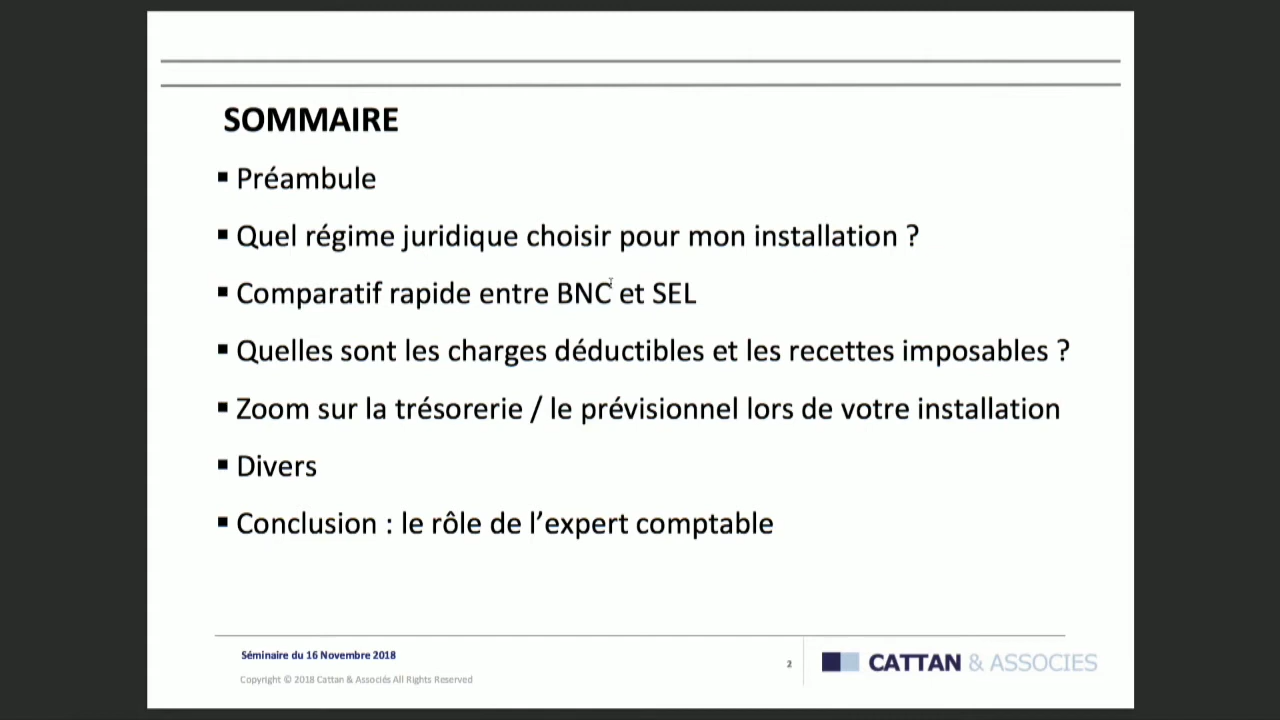 SOMMAIRE
▪ Préambule
▪ Quel régime juridique choisir pour mon installation ?
▪ Comparatif rapide entre BNC et SEL
▪ Quelles sont les charges déductibles et les recettes imposables ?
▪ Zoom sur la trésorerie / le prévisionnel lors de votre installation
▪ Divers
▪ Conclusion : le rôle de l’expert comptable
Séminaire du 16 Novembre 2018
Copyright © 2018 Cattan & Associés All Rights Reserved
2
CATTAN & ASSOCIES